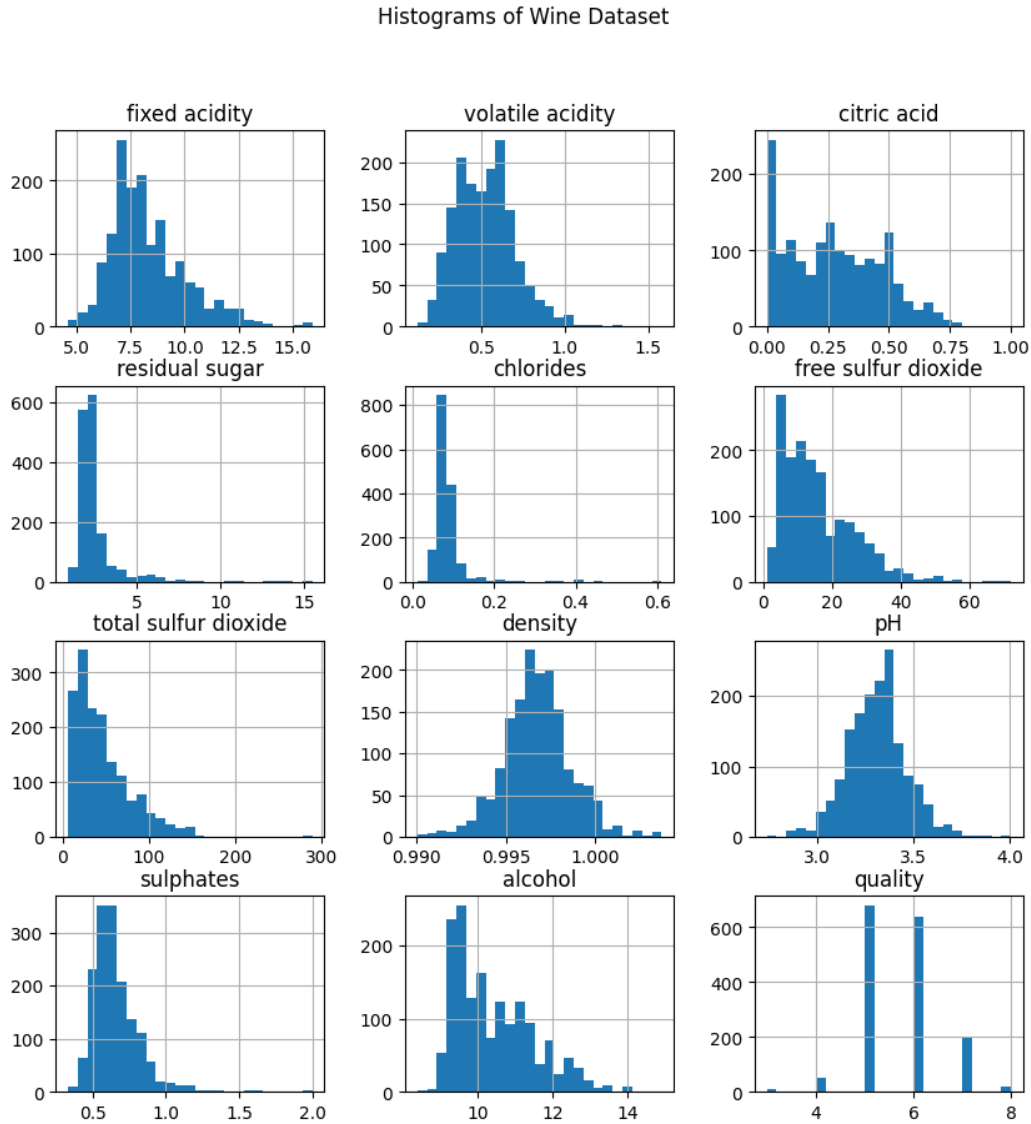 Histograms of Wine Dataset
fixed acidity
200
100
0
5.0 7.5 10.0 12.5 15.0
volatile acidity
200
150
100
50
0
0.5 1.0 1.5
citric acid
200
100
0
0.00 0.25 0.50 0.75 1.00
residual sugar
600
400
200
0
5 10 15
chlorides
800
600
400
200
0
0.0 0.2 0.4 0.6
free sulfur dioxide
200
100
0
0 20 40 60
total sulfur dioxide
300
200
100
0
0 100 200 300
density
200
150
100
50
0
0.990 0.995 1.000
pH
200
100
0
3.0 3.5 4.0
sulphates
300
200
100
0
0.5 1.0 1.5 2.0
alcohol
200
100
0
10 12 14
quality
600
400
200
0
4 6 8